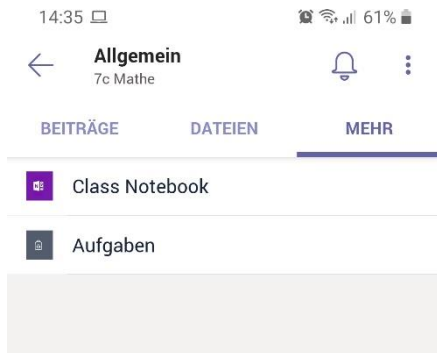 14:35 61%
Allgemein
7c Mathe
BEITRÄGE DATEIEN MEHR
Class Notebook
Aufgaben